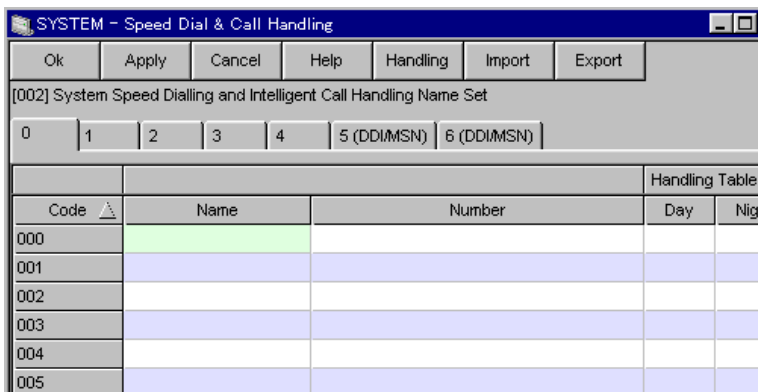 SYSTEM - Speed Dial & Call Handling
Ok Apply Cancel Help Handling Import Export
[002] System Speed Dialling and Intelligent Call Handling Name Set
0 1 2 3 4 5 (DDI/MSN) 6 (DDI/MSN)
Handling Table
Code Name Number Day Nig
000
001
002
003
004
005